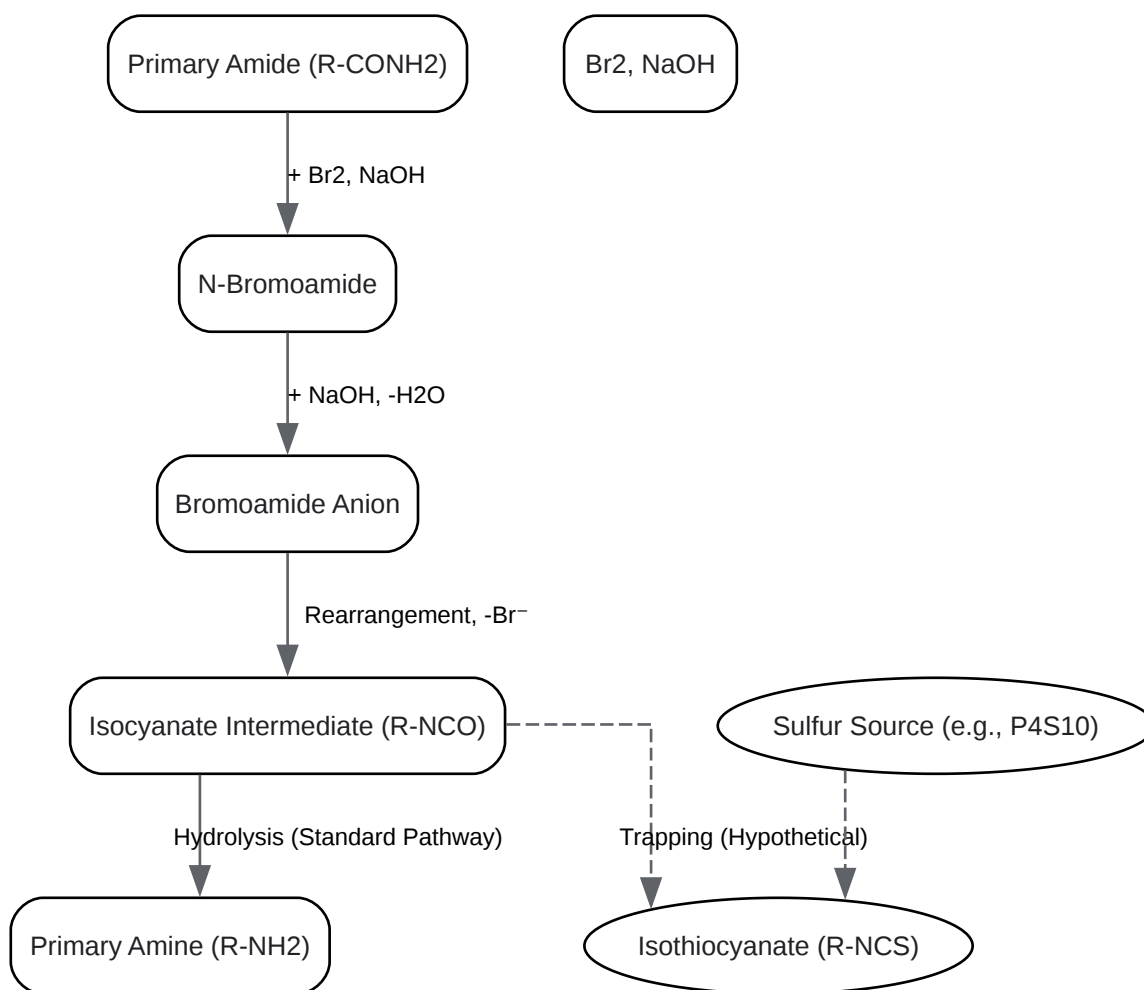 Primary Amide (R-CONH2)
Br2, NaOH
+ Br2, NaOH
N-Bromoamide
+ NaOH, -H2O
Bromoamide Anion
Rearrangement, -Br⁻
Isocyanate Intermediate (R-NCO)
Sulfur Source (e.g., P4S10)
Hydrolysis (Standard Pathway)
Trapping (Hypothetical)
Primary Amine (R-NH2)
Isothiocyanate (R-NCS)